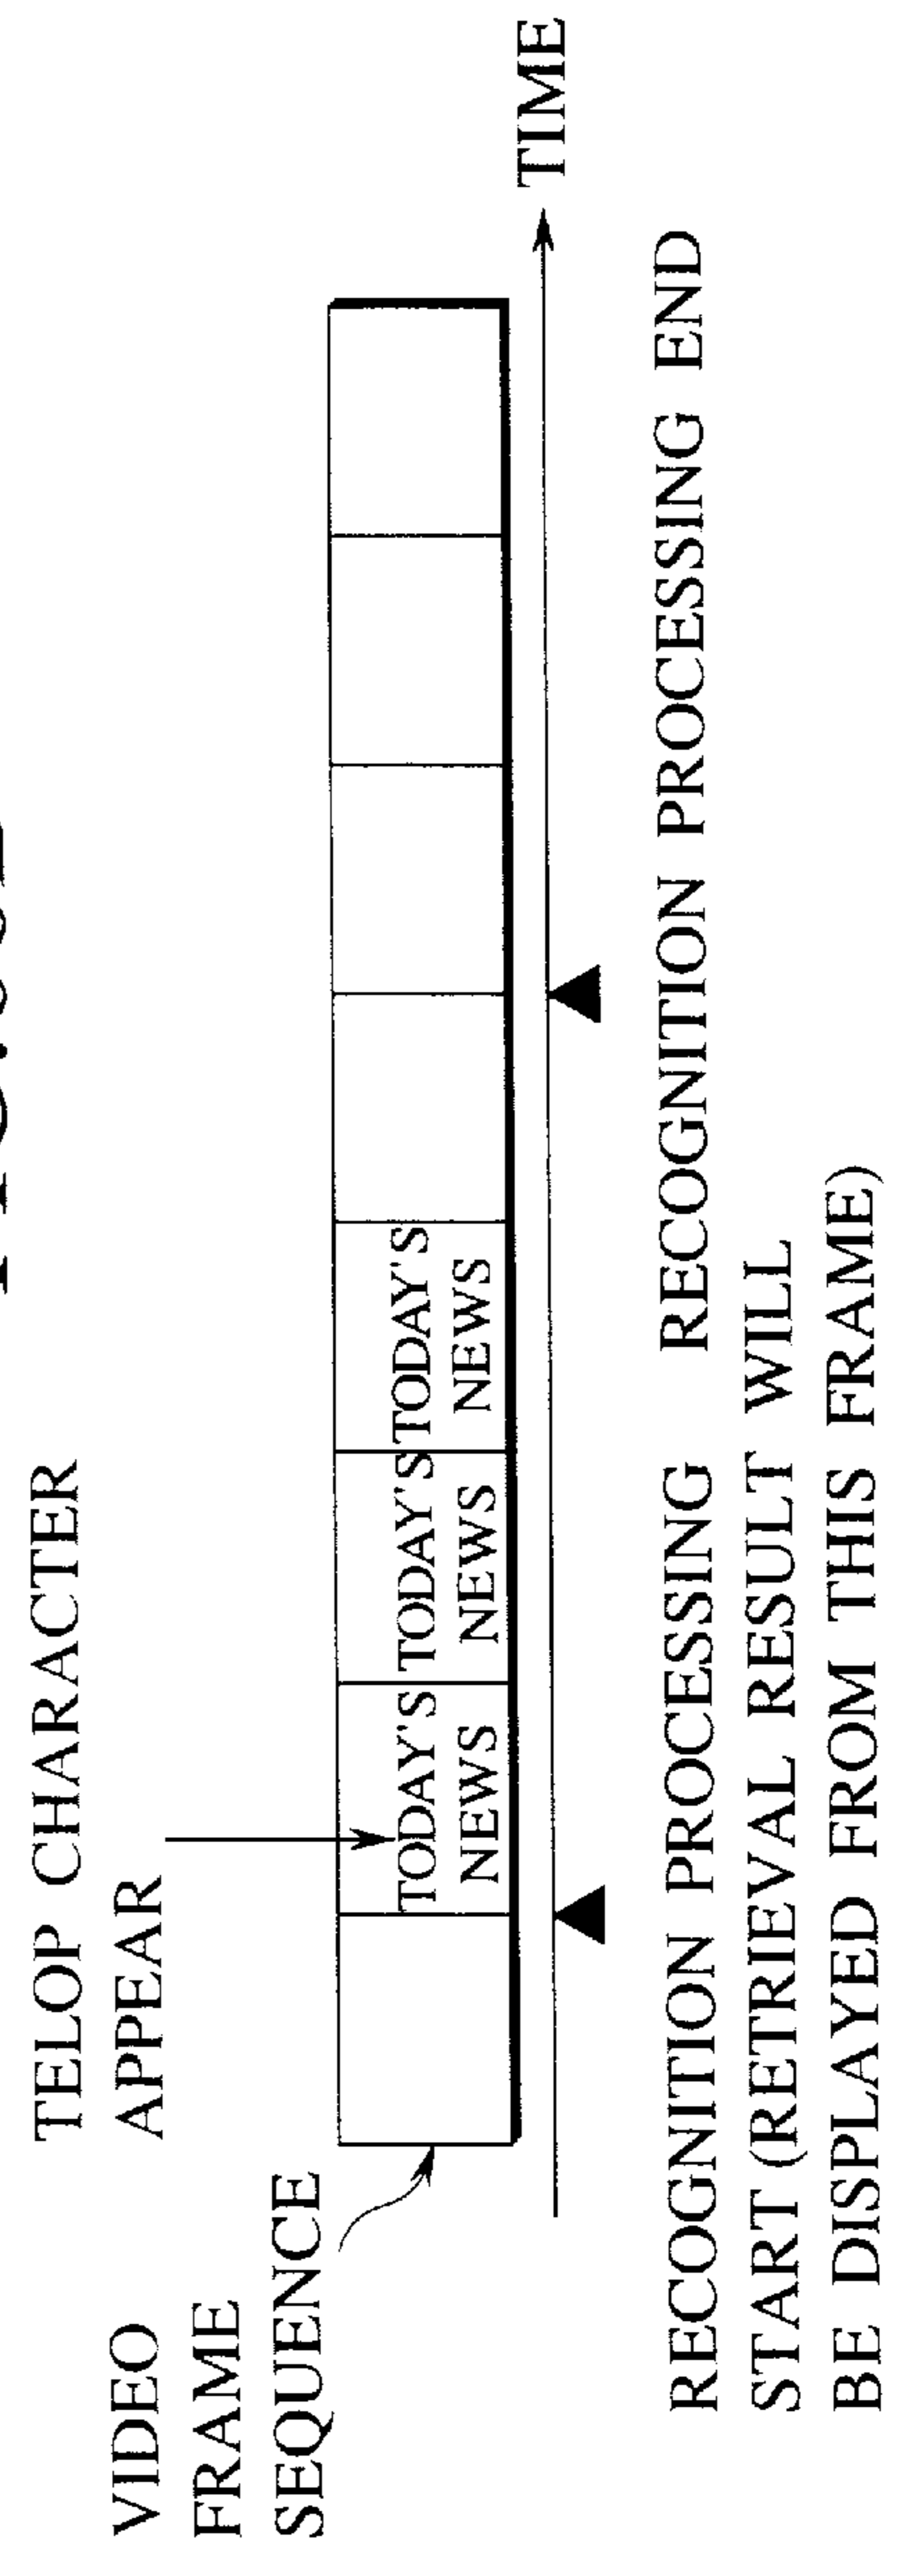 TELOP CHARACTER
APPEAR
VIDEO
FRAME
SEQUENCE
TODAY'S
NEWS
TODAY'S
NEWS
TODAY'S
NEWS
TIME
RECOGNITION PROCESSING
START (RETRIEVAL RESULT WILL
BE DISPLAYED FROM THIS FRAME)
RECOGNITION PROCESSING END